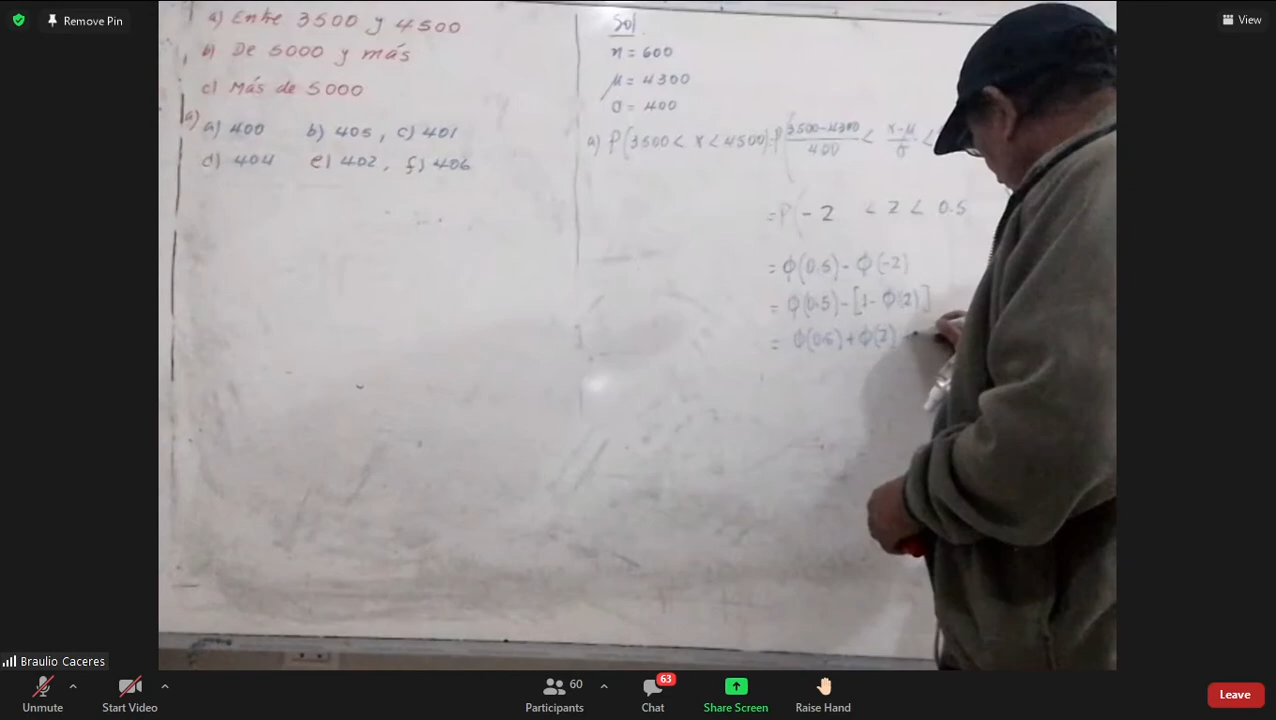 Remove Pin
View
a) Entre 3500 y 4500
b) De 5000 y más
c) Más de 5000
a) a) 400 b) 405, c) 401
d) 404 e) 402, f) 406
Sol.
n = 600
μ = 4300
σ = 400
a) P(3500 < x < 4500) = P(3500-4300/400 < x-μ/σ <
= P(-2 < Z < 0.5
= φ(0.5) - φ(-2)
= φ(0.5) - [1 - φ(2)]
= φ(0.5) + φ(2) -
Braulio Caceres
Unmute
Start Video
60
Participants
63
Chat
Share Screen
Raise Hand
Leave